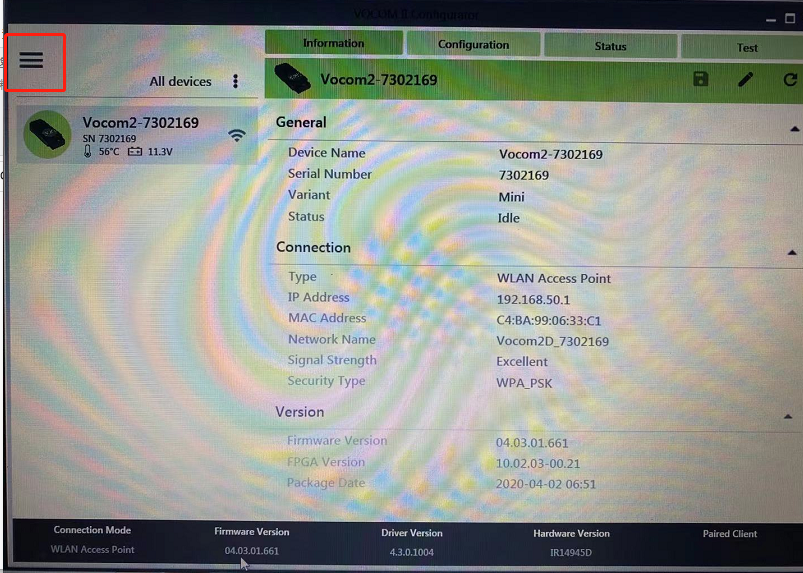 VOCOM II Configurator
Information
Configuration
Status
Test
All devices
Vocom2-7302169
Vocom2-7302169
SN 7302169
56°C 11.3V
General
Device Name Vocom2-7302169
Serial Number 7302169
Variant Mini
Status Idle
Connection
Type WLAN Access Point
IP Address 192.168.50.1
MAC Address C4:BA:99:06:33:C1
Network Name Vocom2D_7302169
Signal Strength Excellent
Security Type WPA_PSK
Version
Firmware Version 04.03.01.661
FPGA Version 10.02.03-00.21
Package Date 2020-04-02 06:51
Connection Mode Firmware Version Driver Version Hardware Version Paired Client
WLAN Access Point 04.03.01.661 4.3.0.1004 IR14945D